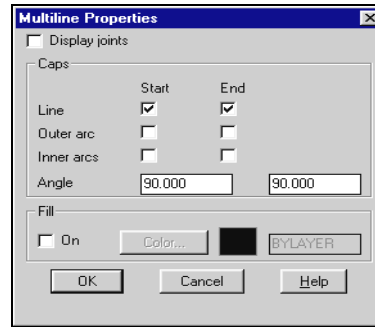 Multiline Properties
Display joints
Caps
Start End
Line
Outer arc
Inner arcs
Angle 90.000 90.000
Fill
On Color... BYLAYER
OK Cancel Help